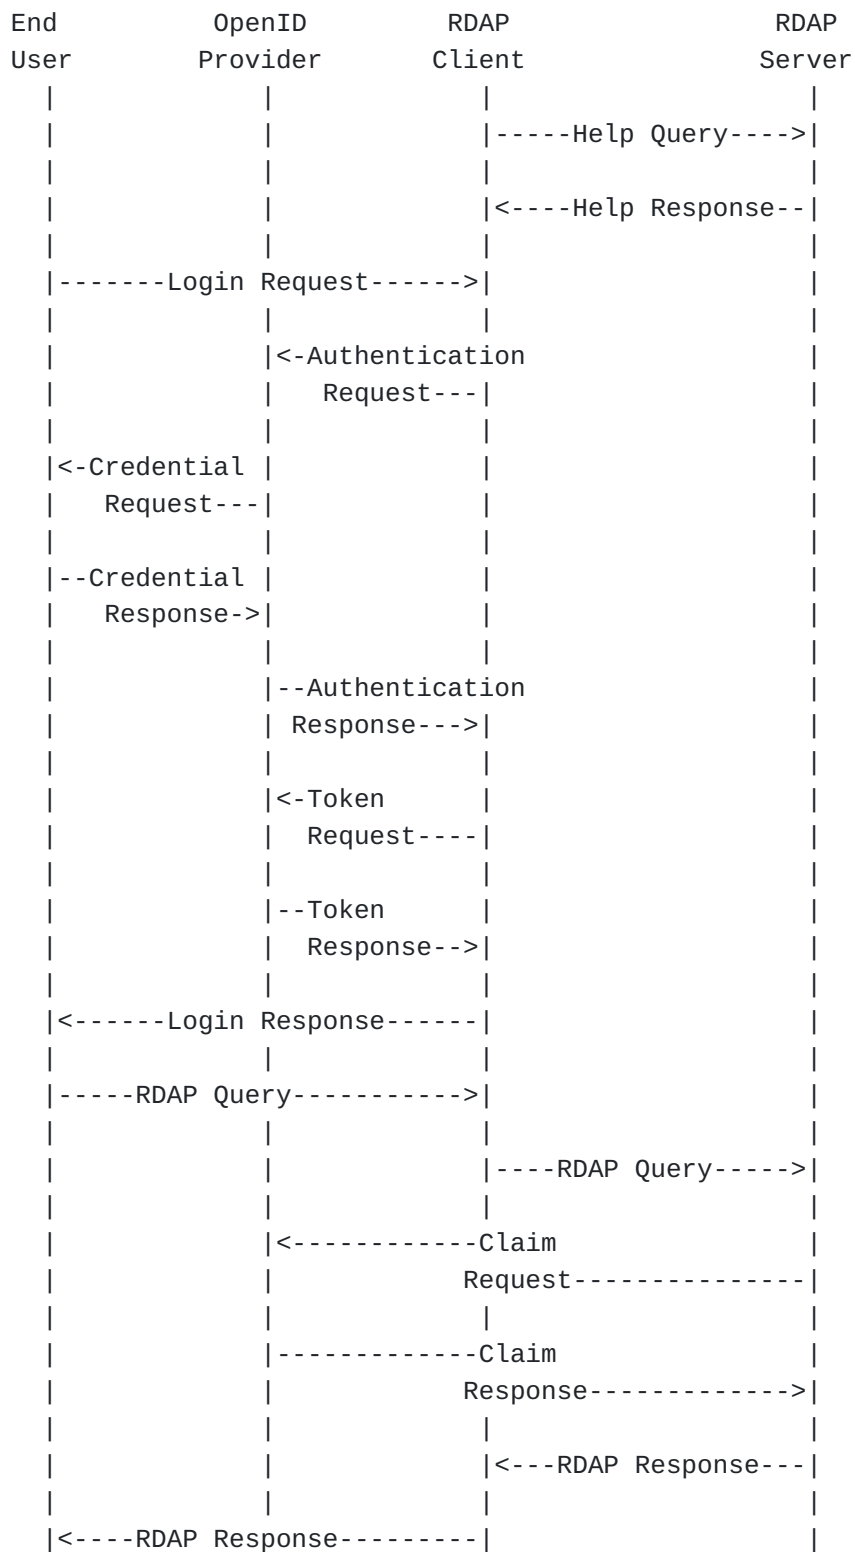 End          OpenID         RDAP                 RDAP
User        Provider       Client               Server
  |             |             |                    |
  |             |             |-----Help Query---->|
  |             |             |                    |
  |             |             |<----Help Response--|
  |             |             |                    |
  |-------Login Request------>|                    |
  |             |             |                    |
  |             |<-Authentication                  |
  |             |   Request---|                    |
  |             |             |                    |
  |<-Credential |             |                    |
  |   Request---|             |                    |
  |             |             |                    |
  |--Credential |             |                    |
  |   Response->|             |                    |
  |             |             |                    |
  |             |--Authentication                  |
  |             | Response--->|                    |
  |             |             |                    |
  |             |<-Token      |                    |
  |             |  Request----|                    |
  |             |             |                    |
  |             |--Token      |                    |
  |             |  Response-->|                    |
  |             |             |                    |
  |<------Login Response------|                    |
  |             |             |                    |
  |-----RDAP Query----------->|                    |
  |             |             |                    |
  |             |             |----RDAP Query----->|
  |             |             |                    |
  |             |<------------Claim                |
  |             |            Request---------------|
  |             |             |                    |
  |             |-------------Claim                |
  |             |            Response------------->|
  |             |             |                    |
  |             |             |<---RDAP Response---|
  |             |             |                    |
  |<----RDAP Response---------|                    |